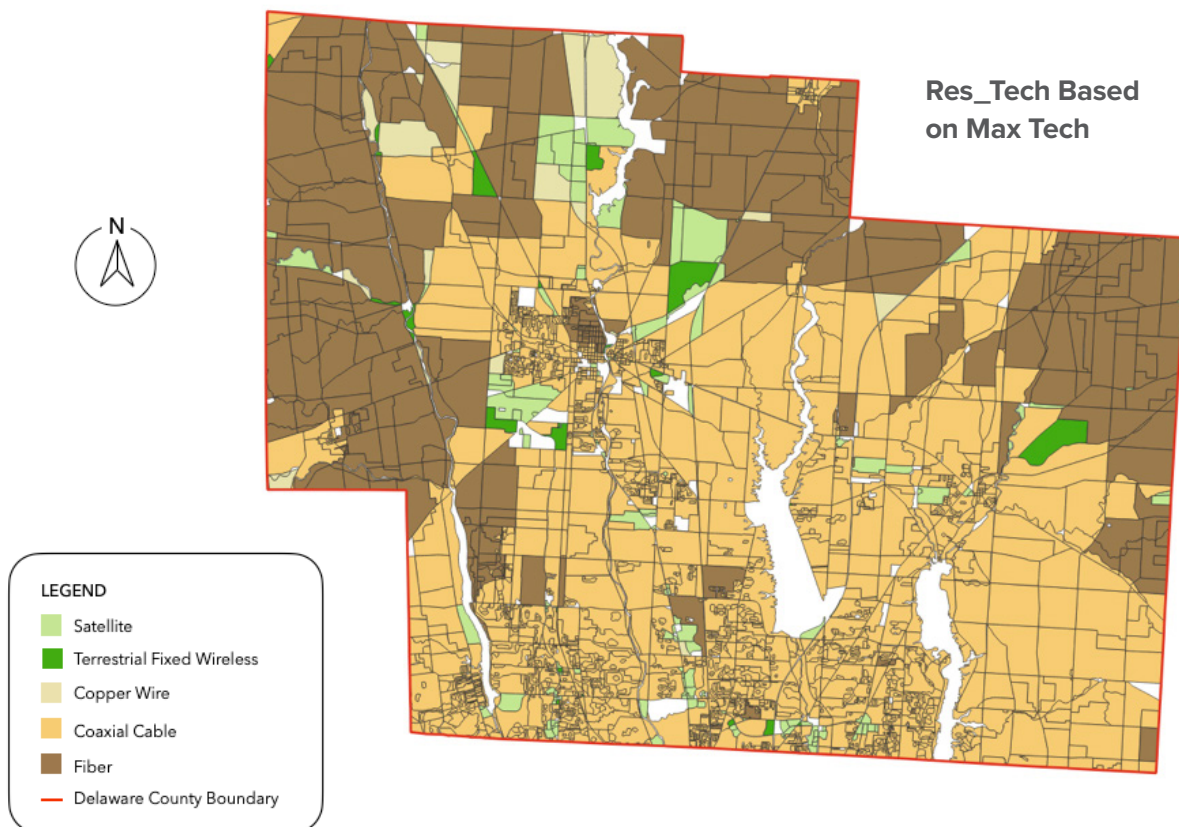 Res_Tech Based
on Max Tech
N
LEGEND
Satellite
Terrestrial Fixed Wireless
Copper Wire
Coaxial Cable
Fiber
Delaware County Boundary